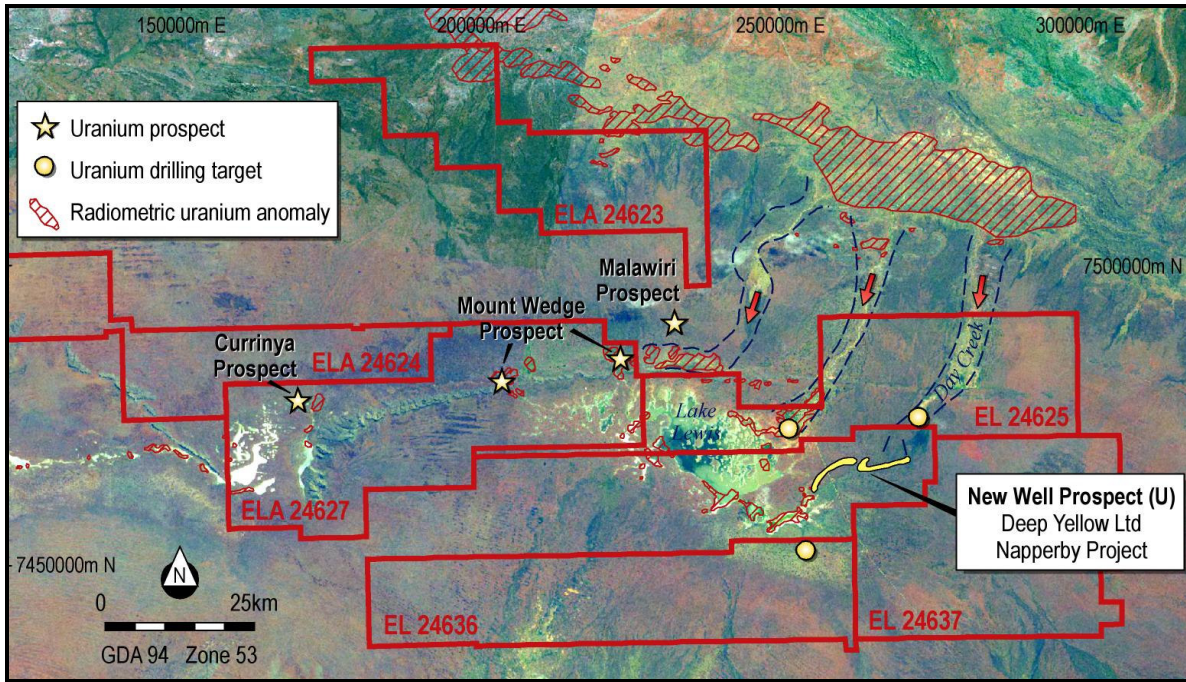 150000m E
200000m E
250000m E
300000m E
Uranium prospect
Uranium drilling target
Radiometric uranium anomaly
ELA 24623
7500000m N
Malawiri
Prospect
Mount Wedge
Prospect
Currinya
Prospect
ELA 24624
Day Creek
Lake
Lewis
EL 24625
ELA 24627
New Well Prospect (U)
Deep Yellow Ltd
Napperby Project
7450000m N
N
0 25km
GDA 94 Zone 53
EL 24636
EL 24637